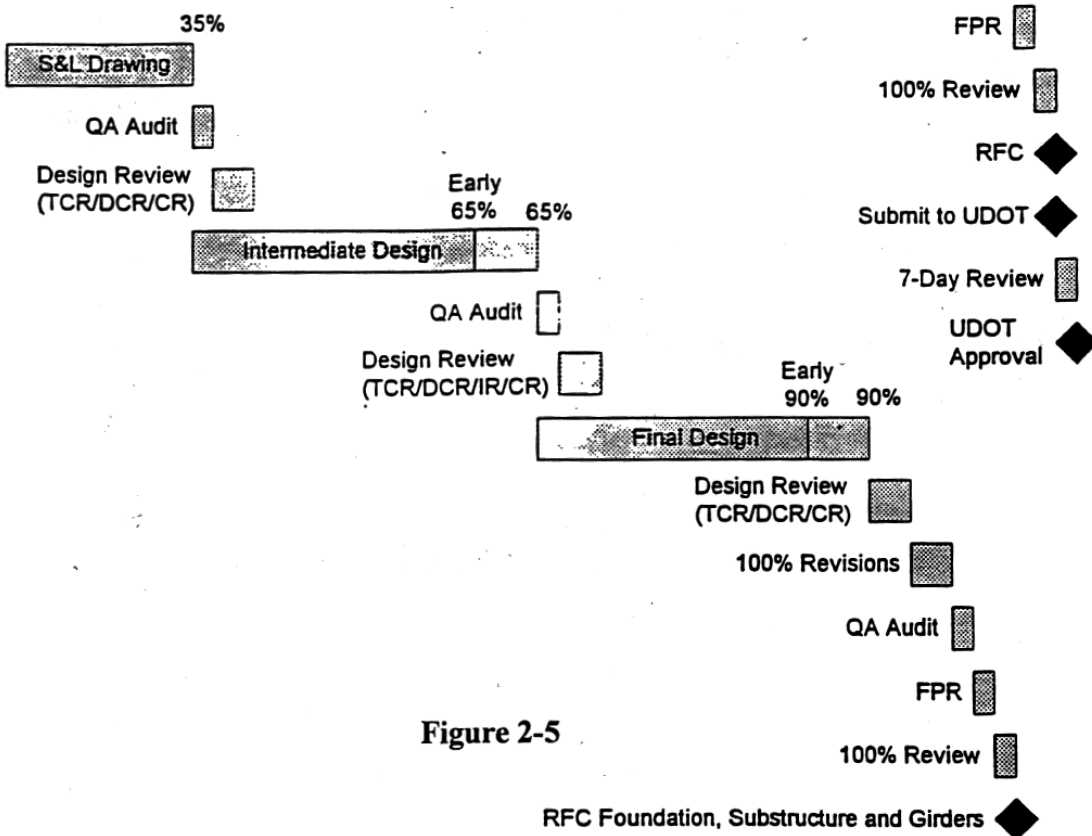 35%
S&L Drawing
QA Audit
Design Review
(TCR/DCR/CR)
Early
65%
65%
Intermediate Design
QA Audit
Design Review
(TCR/DCR/IR/CR)
Early
90%
90%
Final Design
Design Review
(TCR/DCR/CR)
100% Revisions
QA Audit
FPR
100% Review
RFC Foundation, Substructure and Girders
FPR
100% Review
RFC
Submit to UDOT
7-Day Review
UDOT
Approval
Figure 2-5